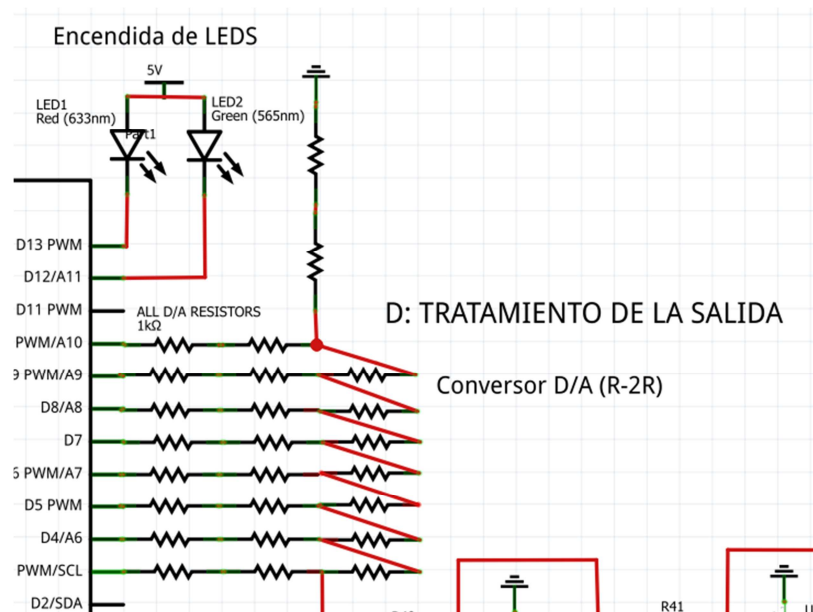 Encendida de LEDS
5V
LED1
Red (633nm)
Part1
LED2
Green (565nm)
D13 PWM
D12/A11
D11 PWM
ALL D/A RESISTORS
1kΩ
D: TRATAMIENTO DE LA SALIDA
PWM/A10
9 PWM/A9
Conversor D/A (R-2R)
D8/A8
D7
6 PWM/A7
D5 PWM
D4/A6
PWM/SCL
D2/SDA
R41